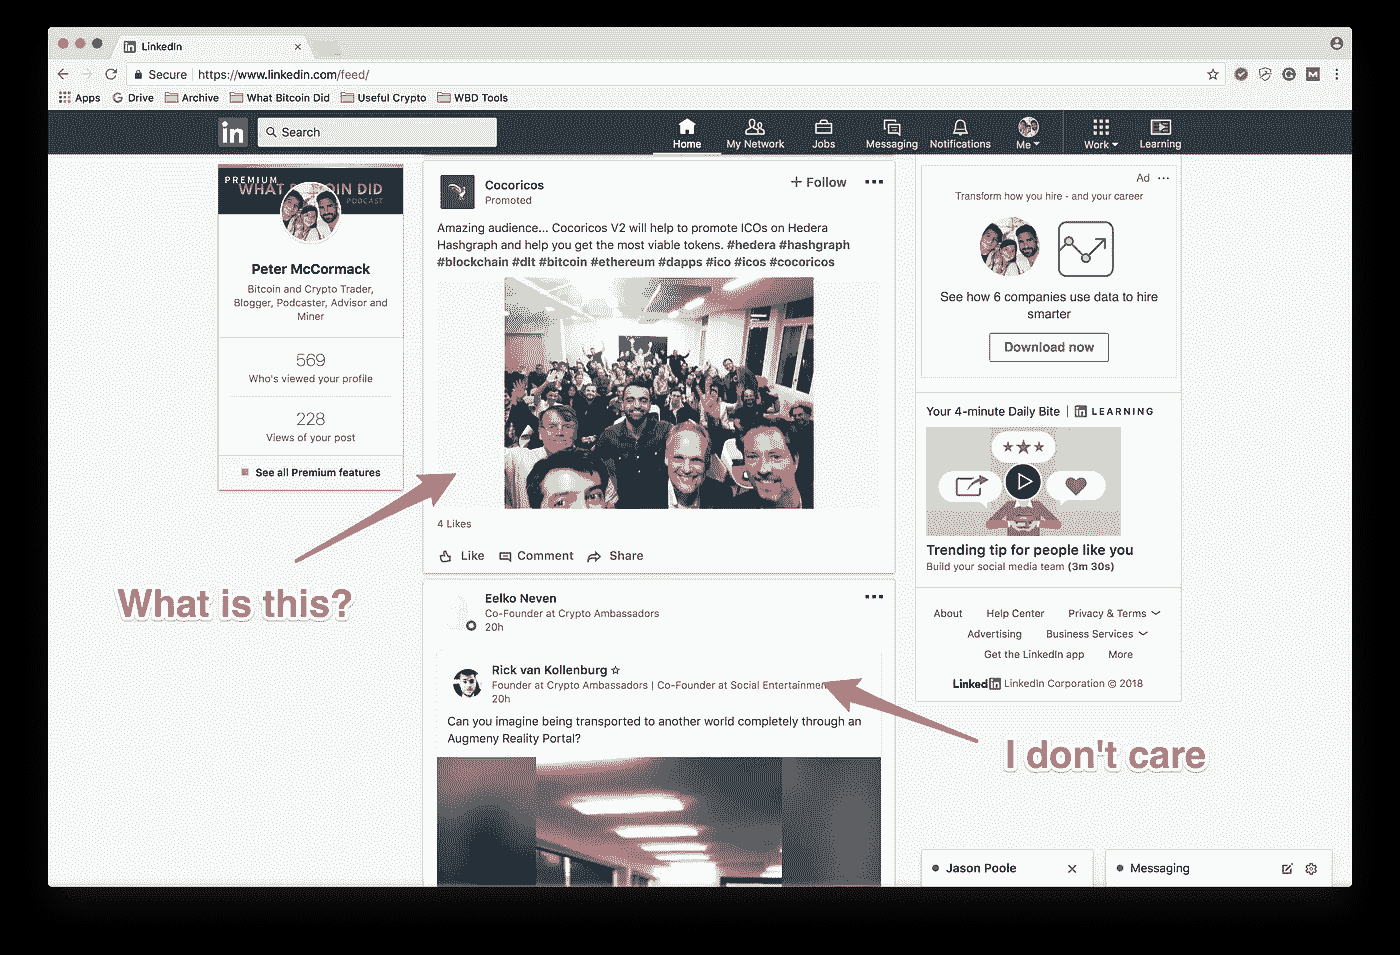 LinkedIn
Secure https://www.linkedin.com/feed/
Apps Drive Archive What Bitcoin Did Useful Crypto WBD Tools
in Search
Home My Network Jobs Messaging Notifications Me Work Learning
PREMIUM
WHAT BITCOIN DID
PODCAST
Peter McCormack
Bitcoin and Crypto Trader,
Blogger, Podcaster, Advisor and
Miner
569
Who's viewed your profile
228
Views of your post
See all Premium features
Cocoricos
Promoted
+ Follow
Amazing audience... Cocoricos V2 will help to promote ICOs on Hedera
Hashgraph and help you get the most viable tokens. #hedera #hashgraph
#blockchain #dlt #bitcoin #ethereum #dapps #ico #icos #cocoricos
4 Likes
Like Comment Share
What is this?
Eelko Neven
Co-Founder at Crypto Ambassadors
20h
Rick van Kollenburg
Founder at Crypto Ambassadors | Co-Founder at Social Entertainmen
20h
Can you imagine being transported to another world completely through an
Augmeny Reality Portal?
I don't care
Ad
Transform how you hire - and your career
See how 6 companies use data to hire
smarter
Download now
Your 4-minute Daily Bite | in LEARNING
Trending tip for people like you
Build your social media team (3m 30s)
About Help Center Privacy & Terms
Advertising Business Services
Get the LinkedIn app More
LinkedIn LinkedIn Corporation © 2018
Jason Poole
Messaging